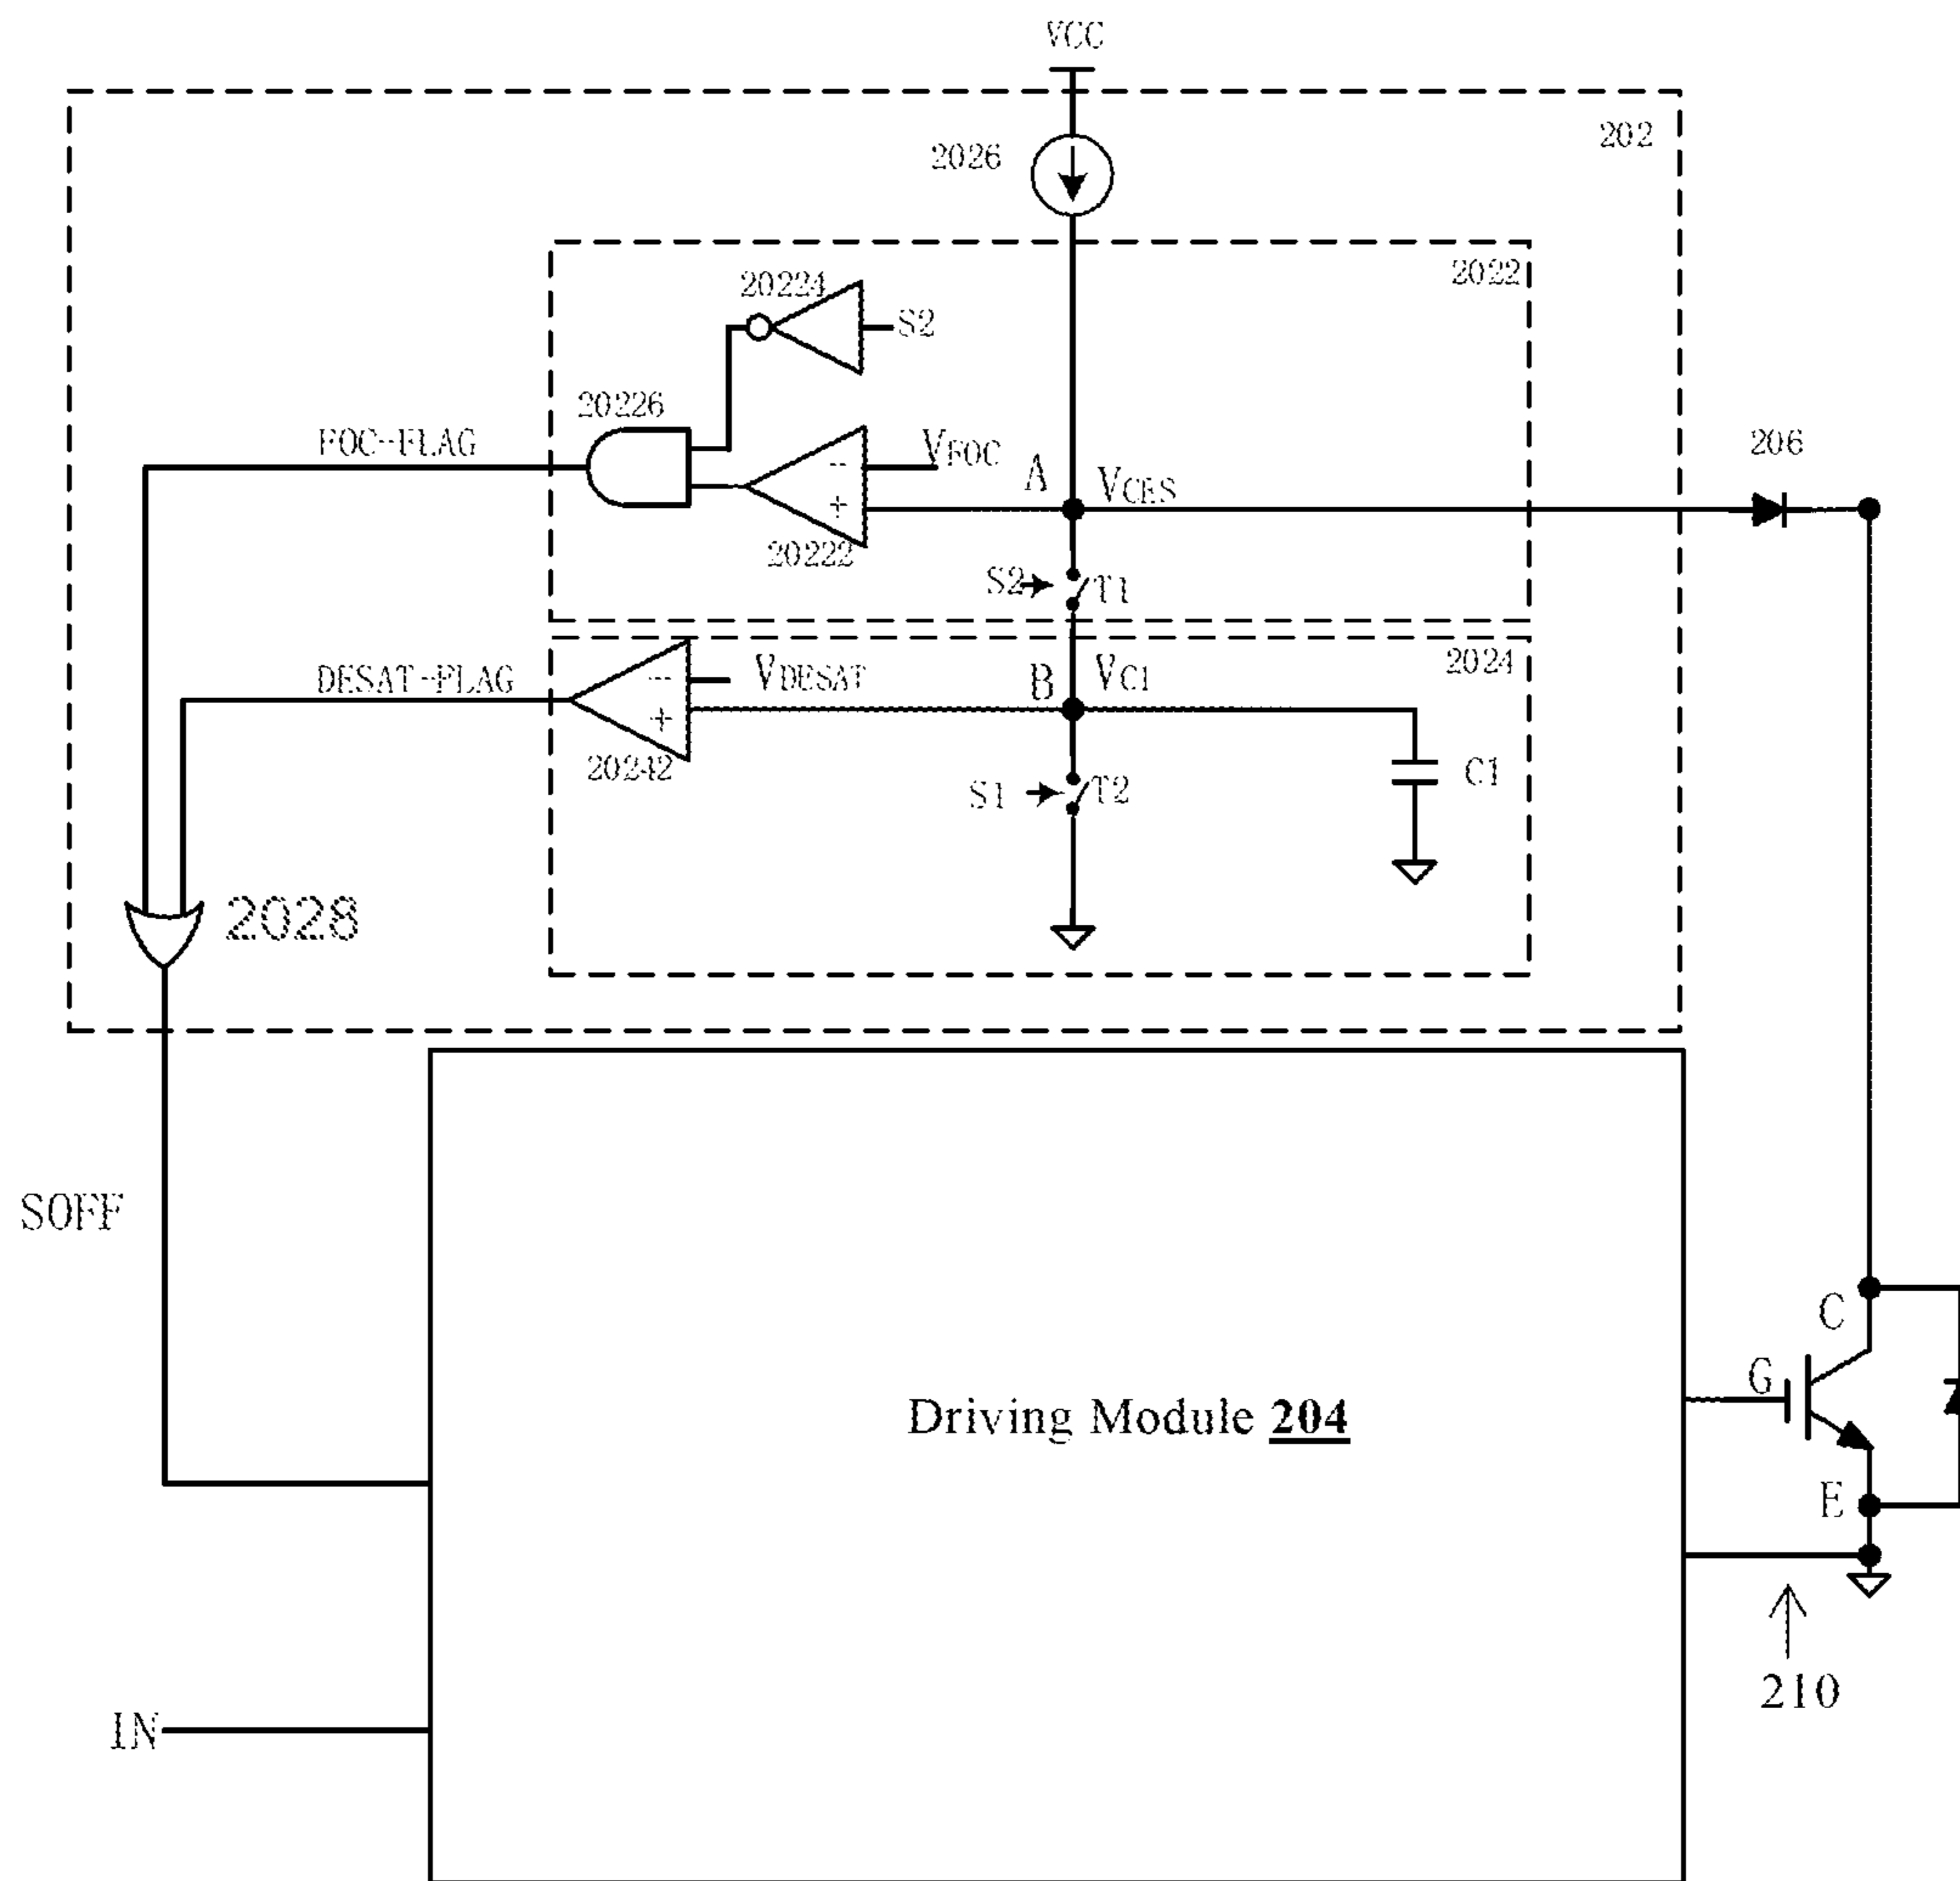 VCC
202
2026
2022
20224
S2
20226
FOC-FLAG
VFOC
A
VCES
206
20222
S2
T1
2024
DESAT-FLAG
VDESAT
B
VC1
20242
S1
T2
C1
2028
SOFF
C
G
Driving Module 204
E
210
IN